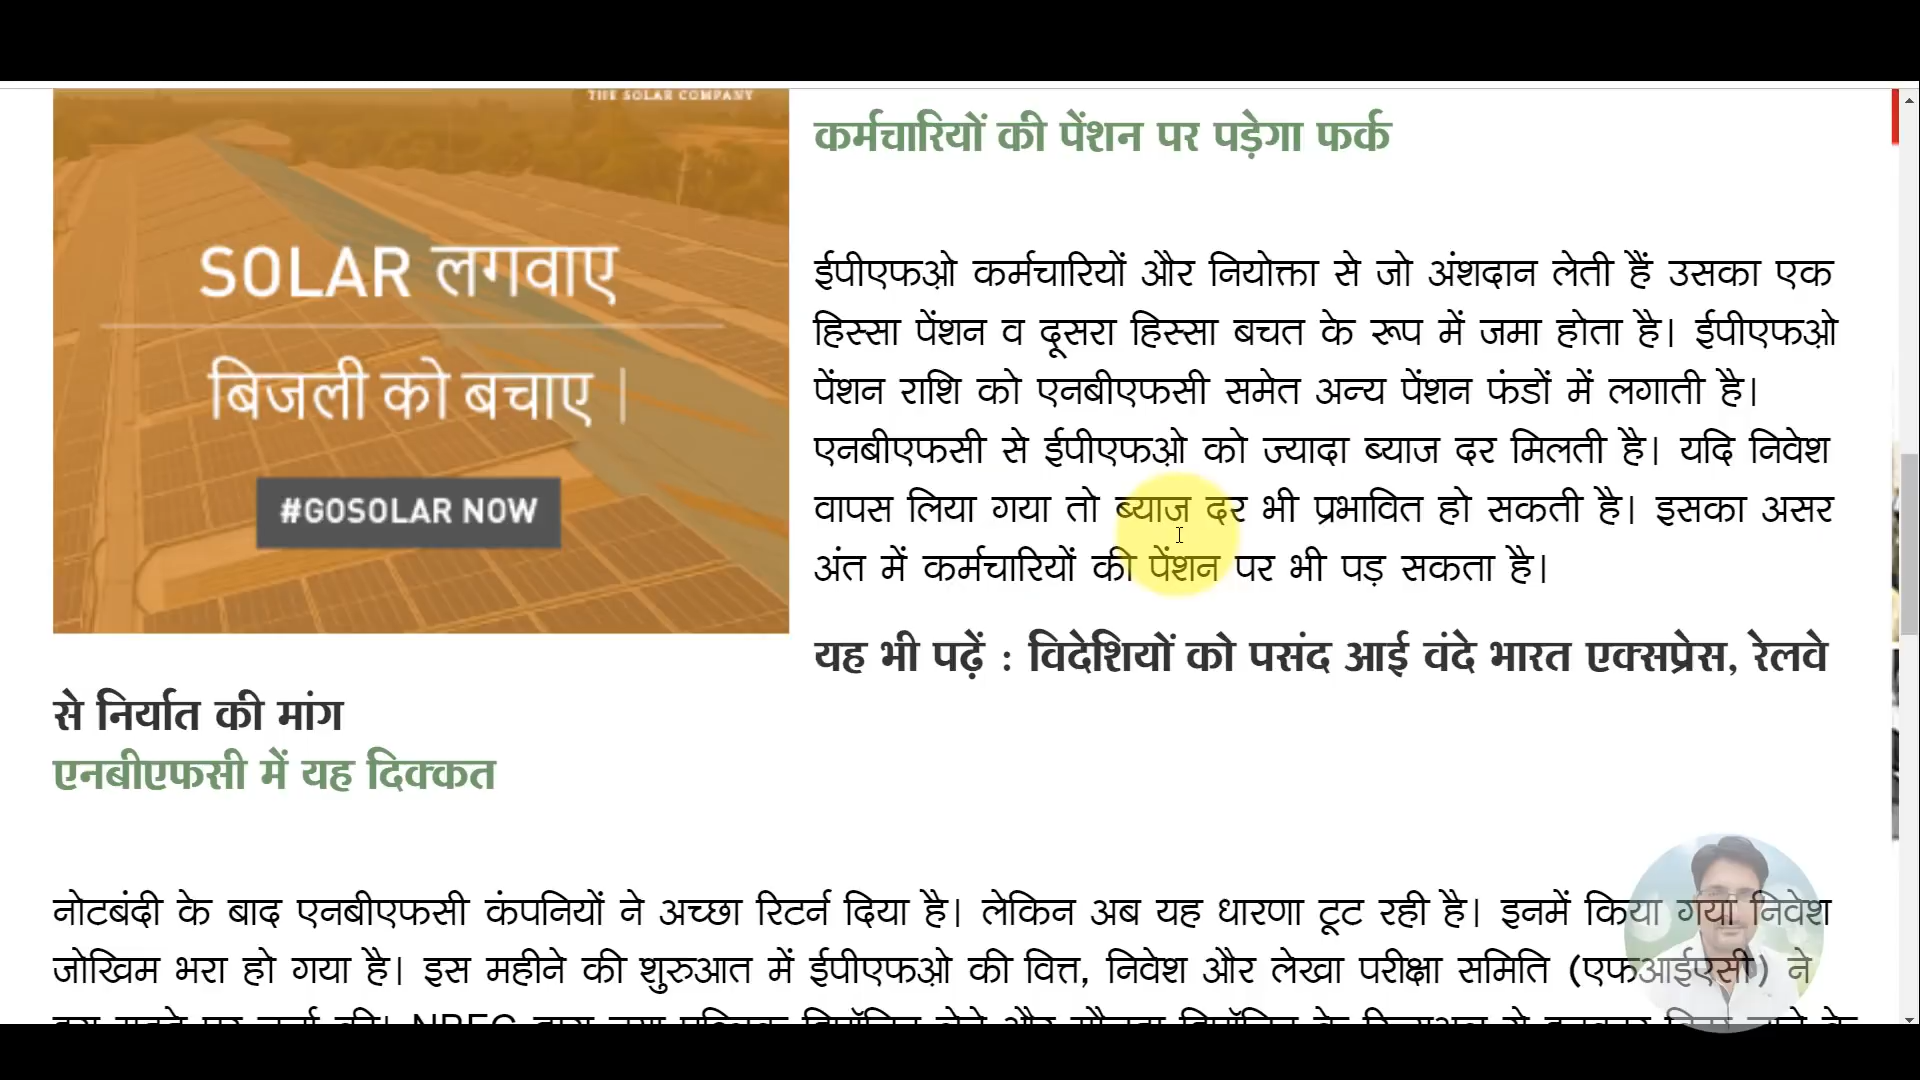 THE SOLAR COMPANY
SOLAR लगवाए
बिजली को बचाए |
#GOSOLAR NOW
कर्मचारियों की पेंशन पर पड़ेगा फर्क
ईपीएफओ़ कर्मचारियों और नियोक्ता से जो अंशदान लेती हैं उसका एक
हिस्सा पेंशन व दूसरा हिस्सा बचत के रूप में जमा होता है। ईपीएफओ़
पेंशन राशि को एनबीएफसी समेत अन्य पेंशन फंडों में लगाती है।
एनबीएफसी से ईपीएफओ़ को ज्यादा ब्याज दर मिलती है। यदि निवेश
वापस लिया गया तो ब्याज दर भी प्रभावित हो सकती है। इसका असर
अंत में कर्मचारियों की पेंशन पर भी पड़ सकता है।
यह भी पढ़ें : विदेशियों को पसंद आई वंदे भारत एक्सप्रेस, रेलवे
से निर्यात की मांग
एनबीएफसी में यह दिक्कत
नोटबंदी के बाद एनबीएफसी कंपनियों ने अच्छा रिटर्न दिया है। लेकिन अब यह धारणा टूट रही है। इनमें किया गया निवेश
जोखिम भरा हो गया है। इस महीने की शुरुआत में ईपीएफओ़ की वित्त, निवेश और लेखा परीक्षा समिति (एफआईएसी) ने